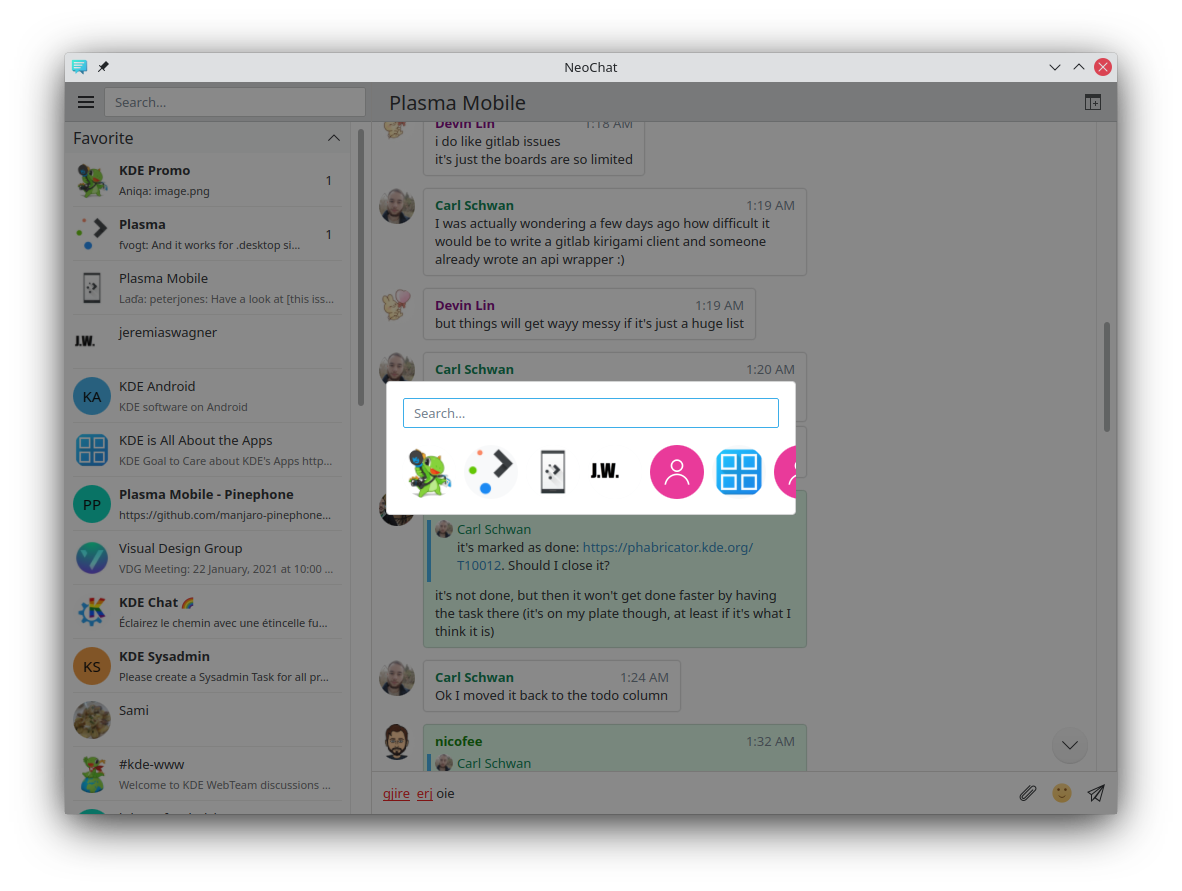 NeoChat
Search...
Plasma Mobile
Favorite
KDE Promo
Aniqa: image.png
1
Plasma
fvogt: And it works for .desktop si...
1
Plasma Mobile
Lada: peterjones: Have a look at [this iss...
J.W.
jeremiaswagner
KA
KDE Android
KDE software on Android
KDE is All About the Apps
KDE Goal to Care about KDE's Apps http...
PP
Plasma Mobile - Pinephone
https://github.com/manjaro-pinephone...
Visual Design Group
VDG Meeting: 22 January, 2021 at 10:00 ...
KDE Chat 🌈
Éclairez le chemin avec une étincelle fu...
KS
KDE Sysadmin
Please create a Sysadmin Task for all pr...
Sami
#kde-www
Welcome to KDE WebTeam discussions ...
Devin Lin 1:18 AM
i do like gitlab issues
it's just the boards are so limited
Carl Schwan 1:19 AM
I was actually wondering a few days ago how difficult it
would be to write a gitlab kirigami client and someone
already wrote an api wrapper :)
Devin Lin 1:19 AM
but things will get wayy messy if it's just a huge list
Carl Schwan 1:20 AM
Search...
J.W.
Carl Schwan
it's marked as done: https://phabricator.kde.org/
T10012. Should I close it?
it's not done, but then it won't get done faster by having
the task there (it's on my plate though, at least if it's what I
think it is)
Carl Schwan 1:24 AM
Ok I moved it back to the todo column
nicofee 1:32 AM
Carl Schwan
qjire erj oie